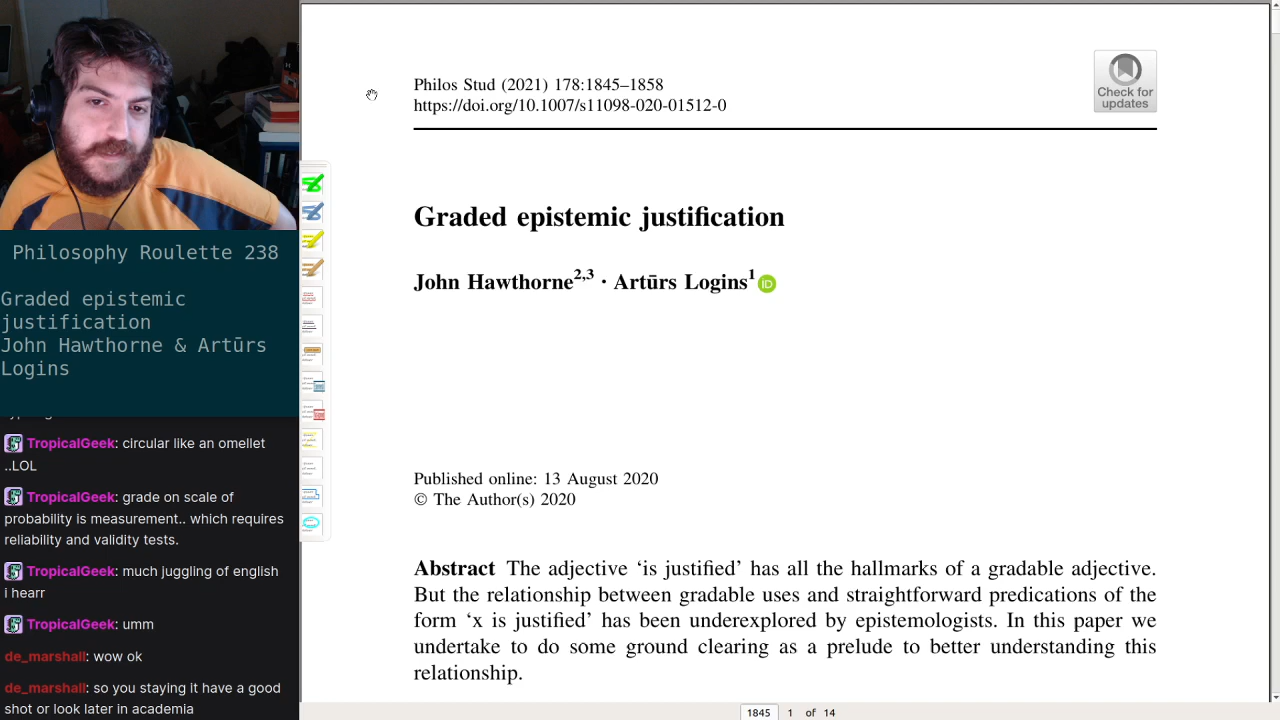 Philos Stud (2021) 178:1845–1858
https://doi.org/10.1007/s11098-020-01512-0
Check for
updates
Graded epistemic justification
John Hawthorne2,3 · Artūrs Logins1 iD
Published online: 13 August 2020
© The Author(s) 2020
Abstract The adjective ‘is justified’ has all the hallmarks of a gradable adjective.
But the relationship between gradable uses and straightforward predications of the
form ‘x is justified’ has been underexplored by epistemologists. In this paper we
undertake to do some ground clearing as a prelude to better understanding this
relationship.
1845 1 of 14
Philosophy Roulette 238
Graded epistemic
justification
John Hawthorne & Artūrs
Logins
TropicalGeek: circular like an omellet
..LOL
TropicalGeek: grade on scale of
probability is measurement.. which requires
reliability and validity tests.
TropicalGeek: much juggling of english
i hearr
TropicalGeek: umm
de_marshall: wow ok
de_marshall: so you staying it have a good
shot or look later in academia